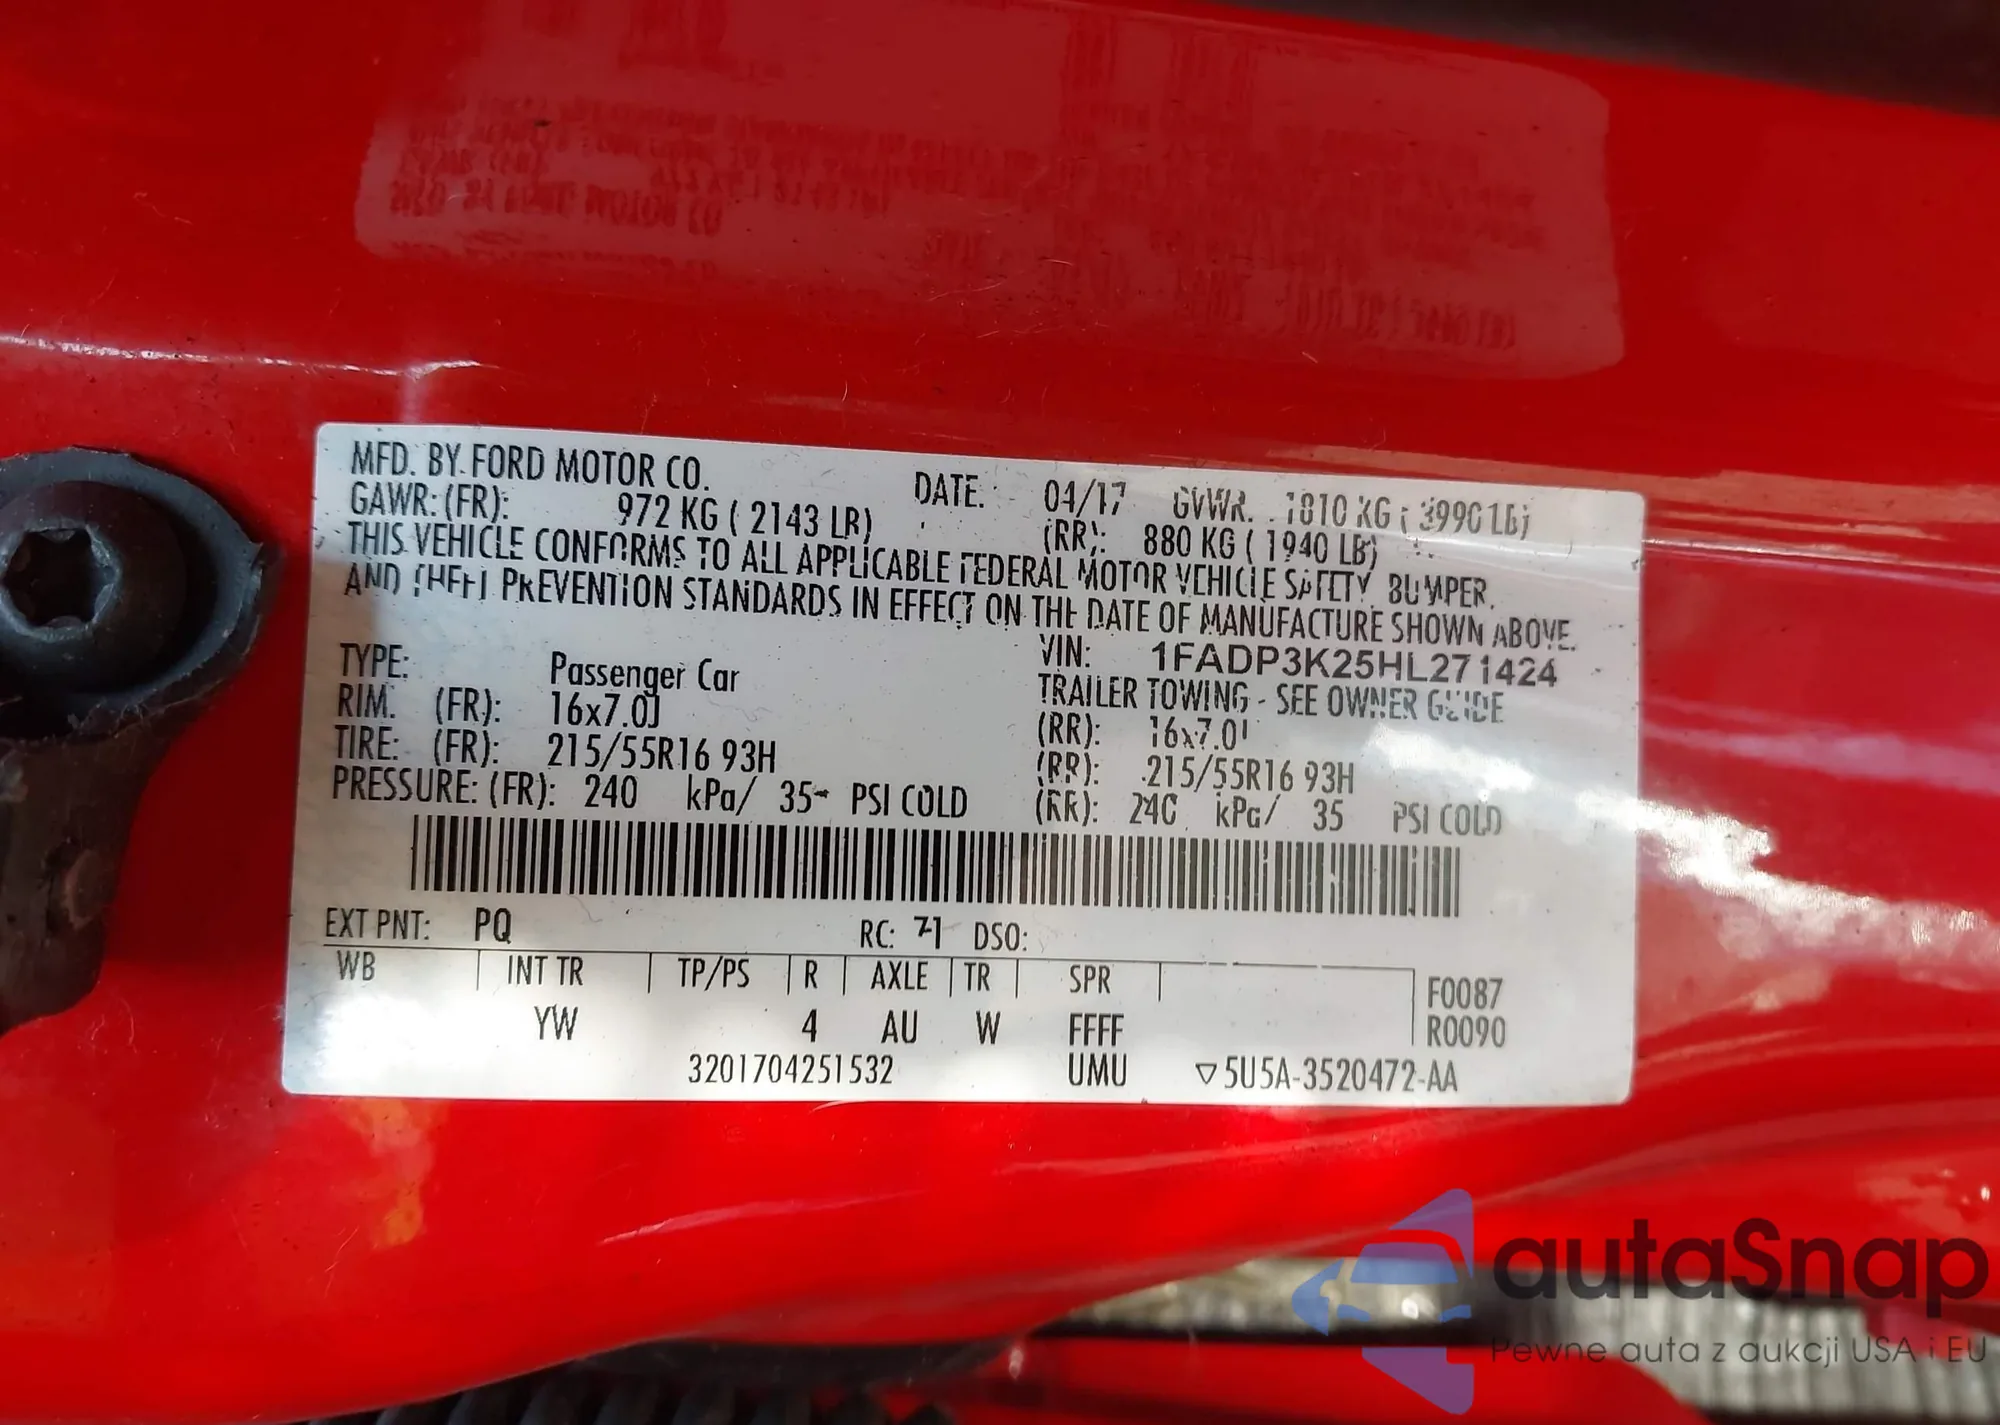 MFD. BY FORD MOTOR CO.
DATE: 04/17 GVWR. 1810 KG ( 3990 LB)
GAWR: (FR): 972 KG ( 2143 LB) (RR): 880 KG ( 1940 LB)
THIS VEHICLE CONFORMS TO ALL APPLICABLE FEDERAL MOTOR VEHICLE SAFETY, BUMPER,
AND THEFT PREVENTION STANDARDS IN EFFECT ON THE DATE OF MANUFACTURE SHOWN ABOVE.
VIN: 1FADP3K25HL271424
TYPE: Passenger Car TRAILER TOWING - SEE OWNER GUIDE
RIM. (FR): 16x7.0J (RR): 16x7.0J
TIRE: (FR): 215/55R16 93H (RR): 215/55R16 93H
PRESSURE: (FR): 240 kPa/ 35 PSI COLD (RR): 240 kPa/ 35 PSI COLD
EXT PNT: PQ RC: 71 DSO:
WB INT TR TP/PS R AXLE TR SPR F0087
YW 4 AU W FFFF R0090
3201704251532 UMU ▽5U5A-3520472-AA
autaSnap
Pewne auta z aukcji USA i EU